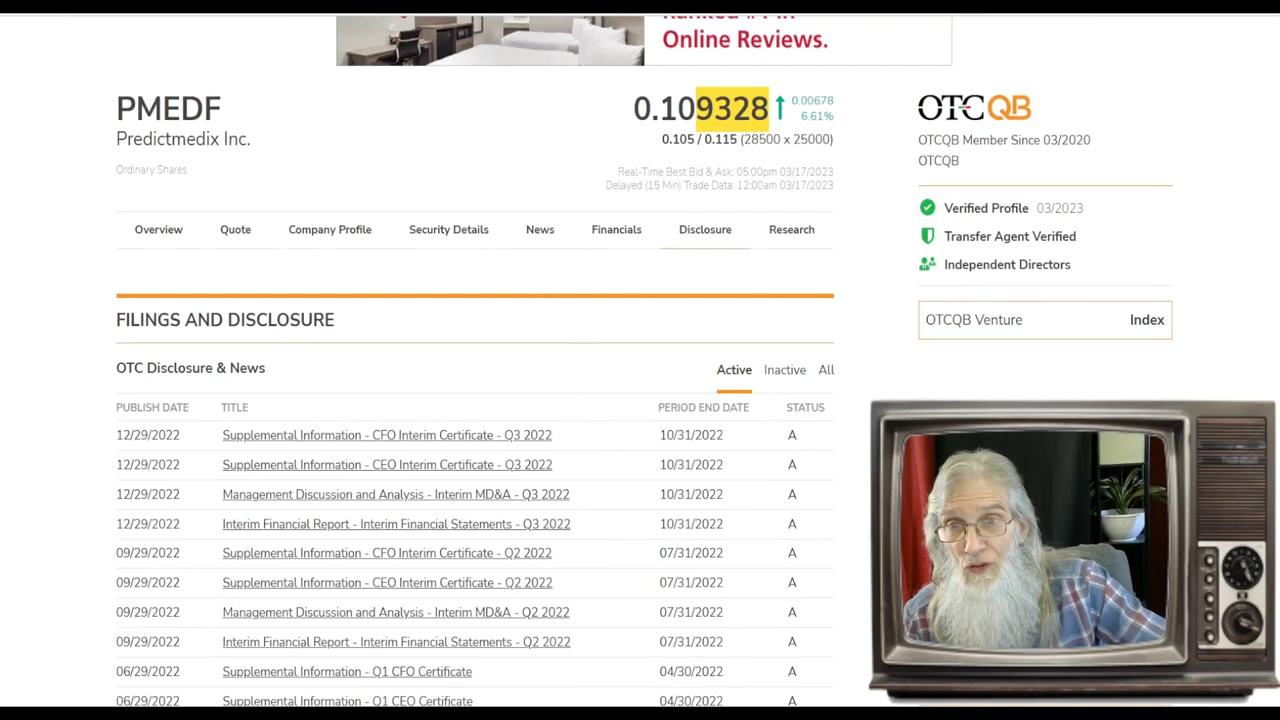 Online Reviews.
PMEDF
Predictmedix Inc.
Ordinary Shares
0.109328
0.00678
6.61%
0.105 / 0.115 (28500 x 25000)
Real-Time Best Bid & Ask: 05:00pm 03/17/2023
Delayed (15 Min) Trade Data: 12:00am 03/17/2023
OTCQB
OTCQB Member Since 03/2020
OTCQB
Verified Profile 03/2023
Transfer Agent Verified
Independent Directors
OTCQB Venture Index
Overview Quote Company Profile Security Details News Financials Disclosure Research
FILINGS AND DISCLOSURE
OTC Disclosure & News
Active Inactive All
PUBLISH DATE TITLE PERIOD END DATE STATUS
12/29/2022 Supplemental Information - CFO Interim Certificate - Q3 2022 10/31/2022 A
12/29/2022 Supplemental Information - CEO Interim Certificate - Q3 2022 10/31/2022 A
12/29/2022 Management Discussion and Analysis - Interim MD&A - Q3 2022 10/31/2022 A
12/29/2022 Interim Financial Report - Interim Financial Statements - Q3 2022 10/31/2022 A
09/29/2022 Supplemental Information - CFO Interim Certificate - Q2 2022 07/31/2022 A
09/29/2022 Supplemental Information - CEO Interim Certificate - Q2 2022 07/31/2022 A
09/29/2022 Management Discussion and Analysis - Interim MD&A - Q2 2022 07/31/2022 A
09/29/2022 Interim Financial Report - Interim Financial Statements - Q2 2022 07/31/2022 A
06/29/2022 Supplemental Information - Q1 CFO Certificate 04/30/2022 A
06/29/2022 Supplemental Information - Q1 CEO Certificate 04/30/2022 A